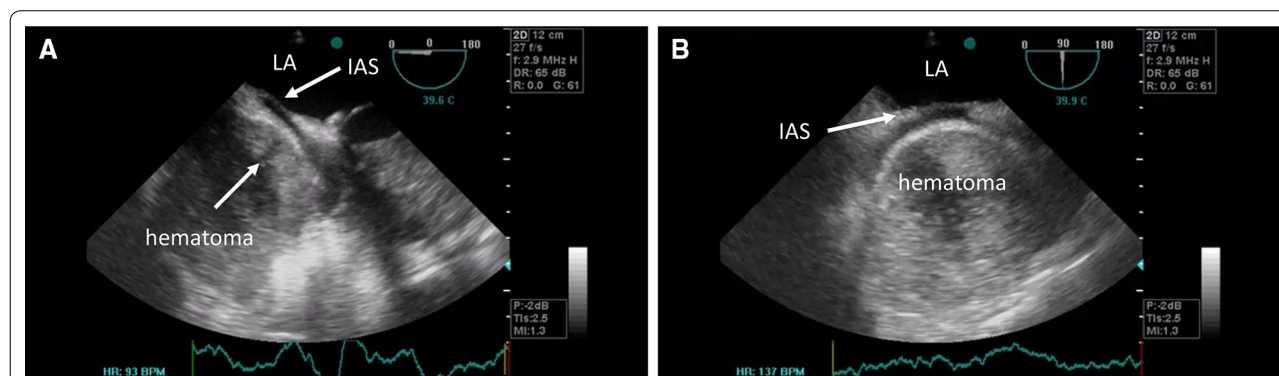 A
LA
IAS
hematoma
0 0 180
39.6 C
2D 12 cm
27 f/s
f: 2.9 MHz H
DR: 65 dB
R: 0.0 G: 61
P:-2dB
TIs:2.5
MI:1.3
HR: 93 BPM
B
LA
IAS
hematoma
0 90 180
39.9 C
2D 12 cm
27 f/s
f: 2.9 MHz H
DR: 65 dB
R: 0.0 G: 61
P:-2dB
TIs:2.5
MI:1.3
HR: 137 BPM